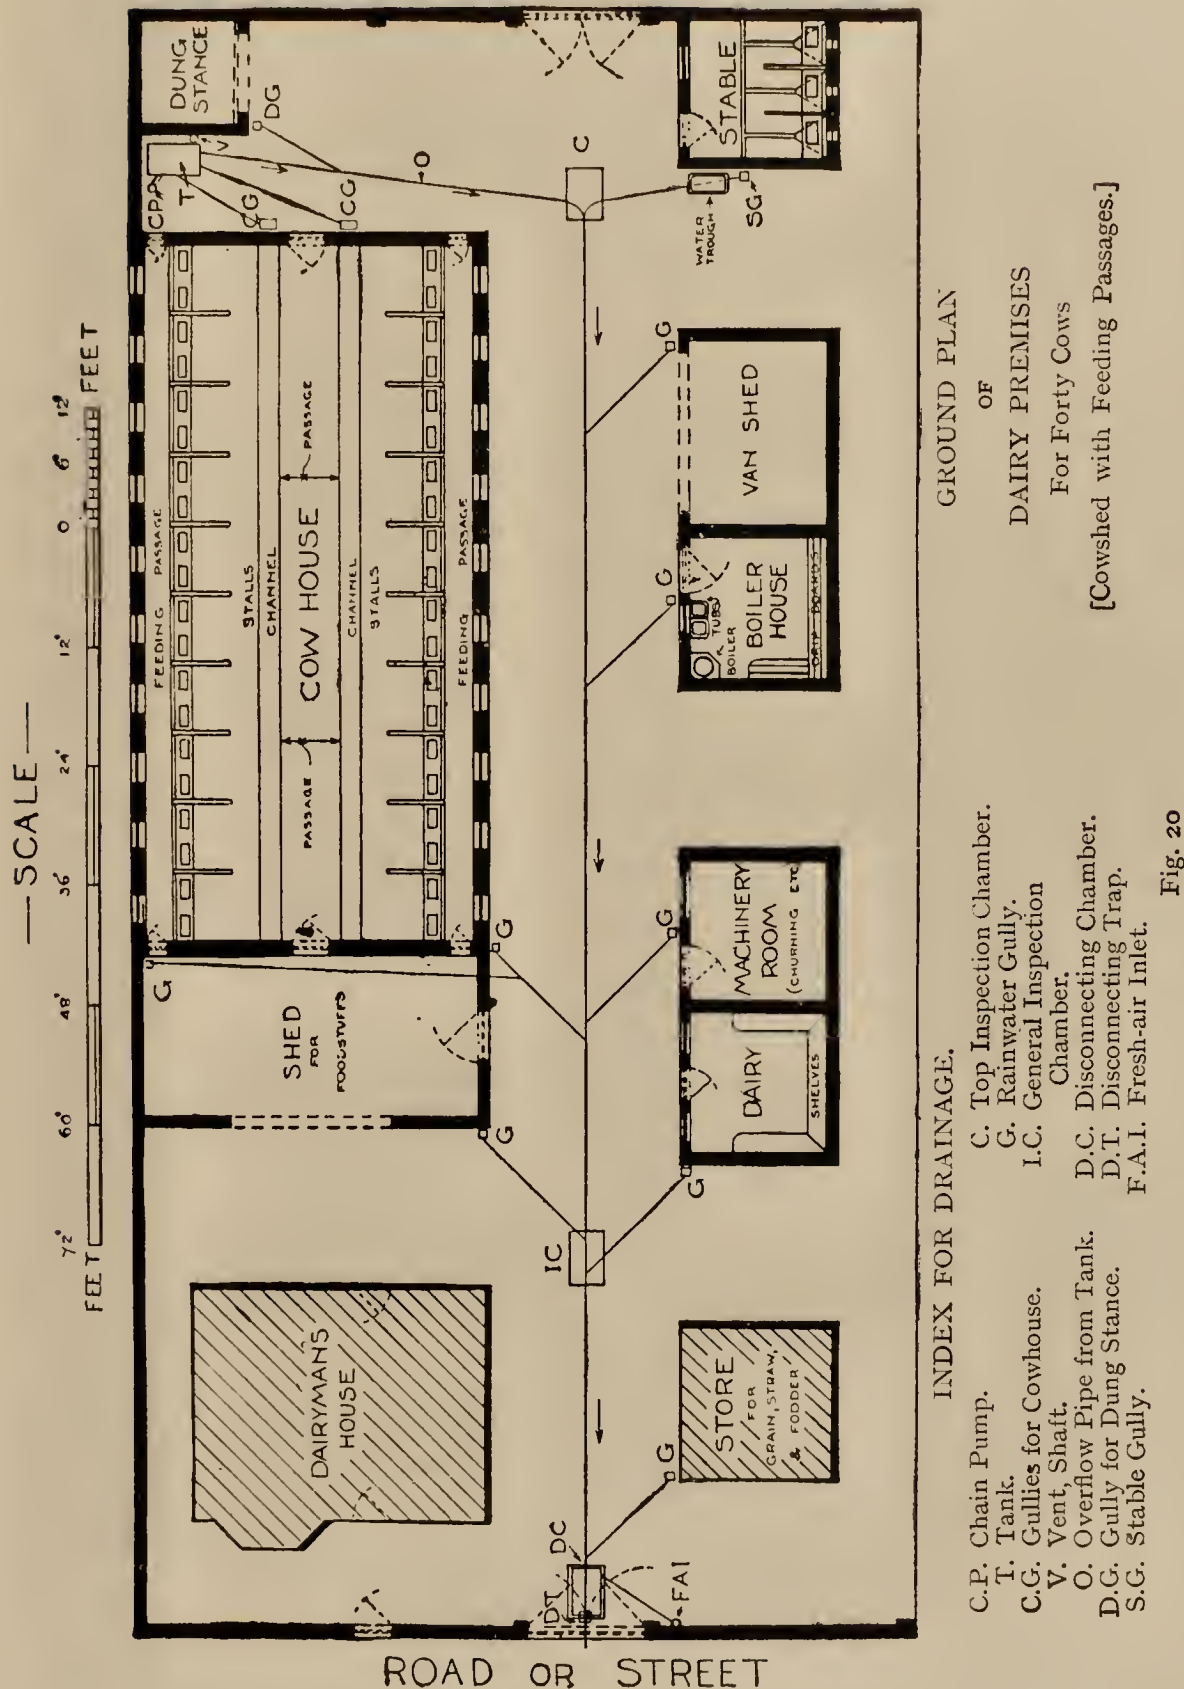 — SCALE —
FEET 72° 60° 48° 36° 24° 12° 0 6° 12° FEET
DUNG
STANCE
DG
V
CP
T
CG
CG
O
C
STABLE
WATER
TROUGH
SG
FEEDING PASSAGE
STALLS
CHANNEL
PASSAGE
COW HOUSE
PASSAGE
CHANNEL
STALLS
FEEDING PASSAGE
G
VAN SHED
G
BOILER
HOUSE
TUBS
BOILER
DRIP BOARDS
G
SHED
FOR
FOODSTUFFS
G
G
MACHINERY
ROOM
(CHURNING ETC)
DAIRY
SHELVES
G
G
IC
DAIRYMANS
HOUSE
STORE
FOR
GRAIN, STRAW,
& FODDER
G
DC
DT
FAI
ROAD OR STREET
GROUND PLAN
OF
DAIRY PREMISES
For Forty Cows
[Cowshed with Feeding Passages.]
INDEX FOR DRAINAGE.
C.P. Chain Pump.
T. Tank.
C.G. Gullies for Cowhouse.
V. Vent, Shaft.
O. Overflow Pipe from Tank.
D.G. Gully for Dung Stance.
S.G. Stable Gully.
C. Top Inspection Chamber.
G. Rainwater Gully.
I.C. General Inspection
Chamber.
D.C. Disconnecting Chamber.
D.T. Disconnecting Trap.
F.A.I. Fresh-air Inlet.
Fig. 20